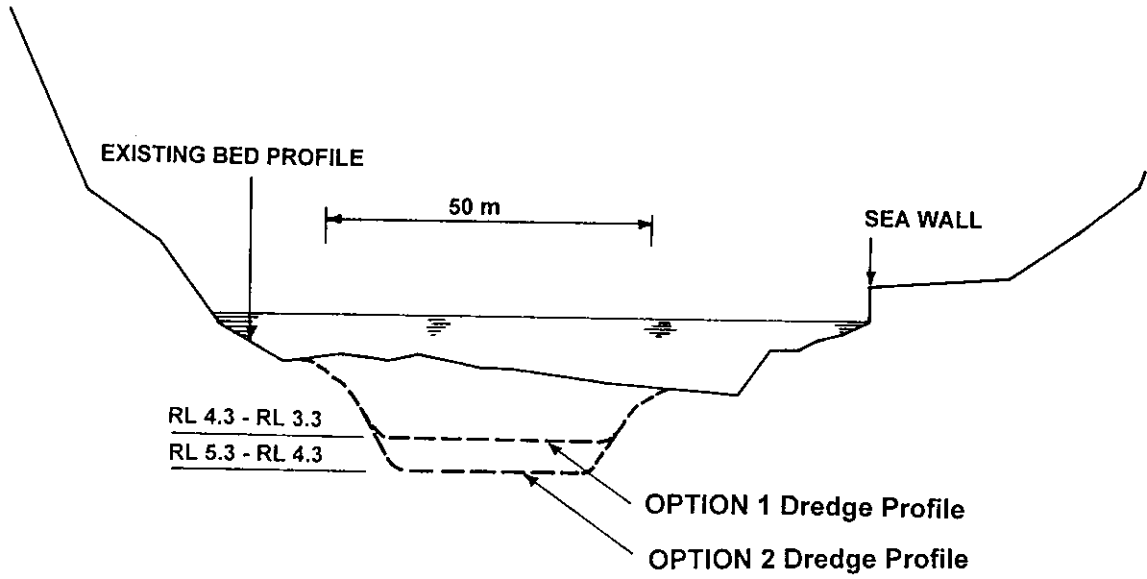 EXISTING BED PROFILE
50 m
SEA WALL
RL 4.3 - RL 3.3
RL 5.3 - RL 4.3
OPTION 1 Dredge Profile
OPTION 2 Dredge Profile